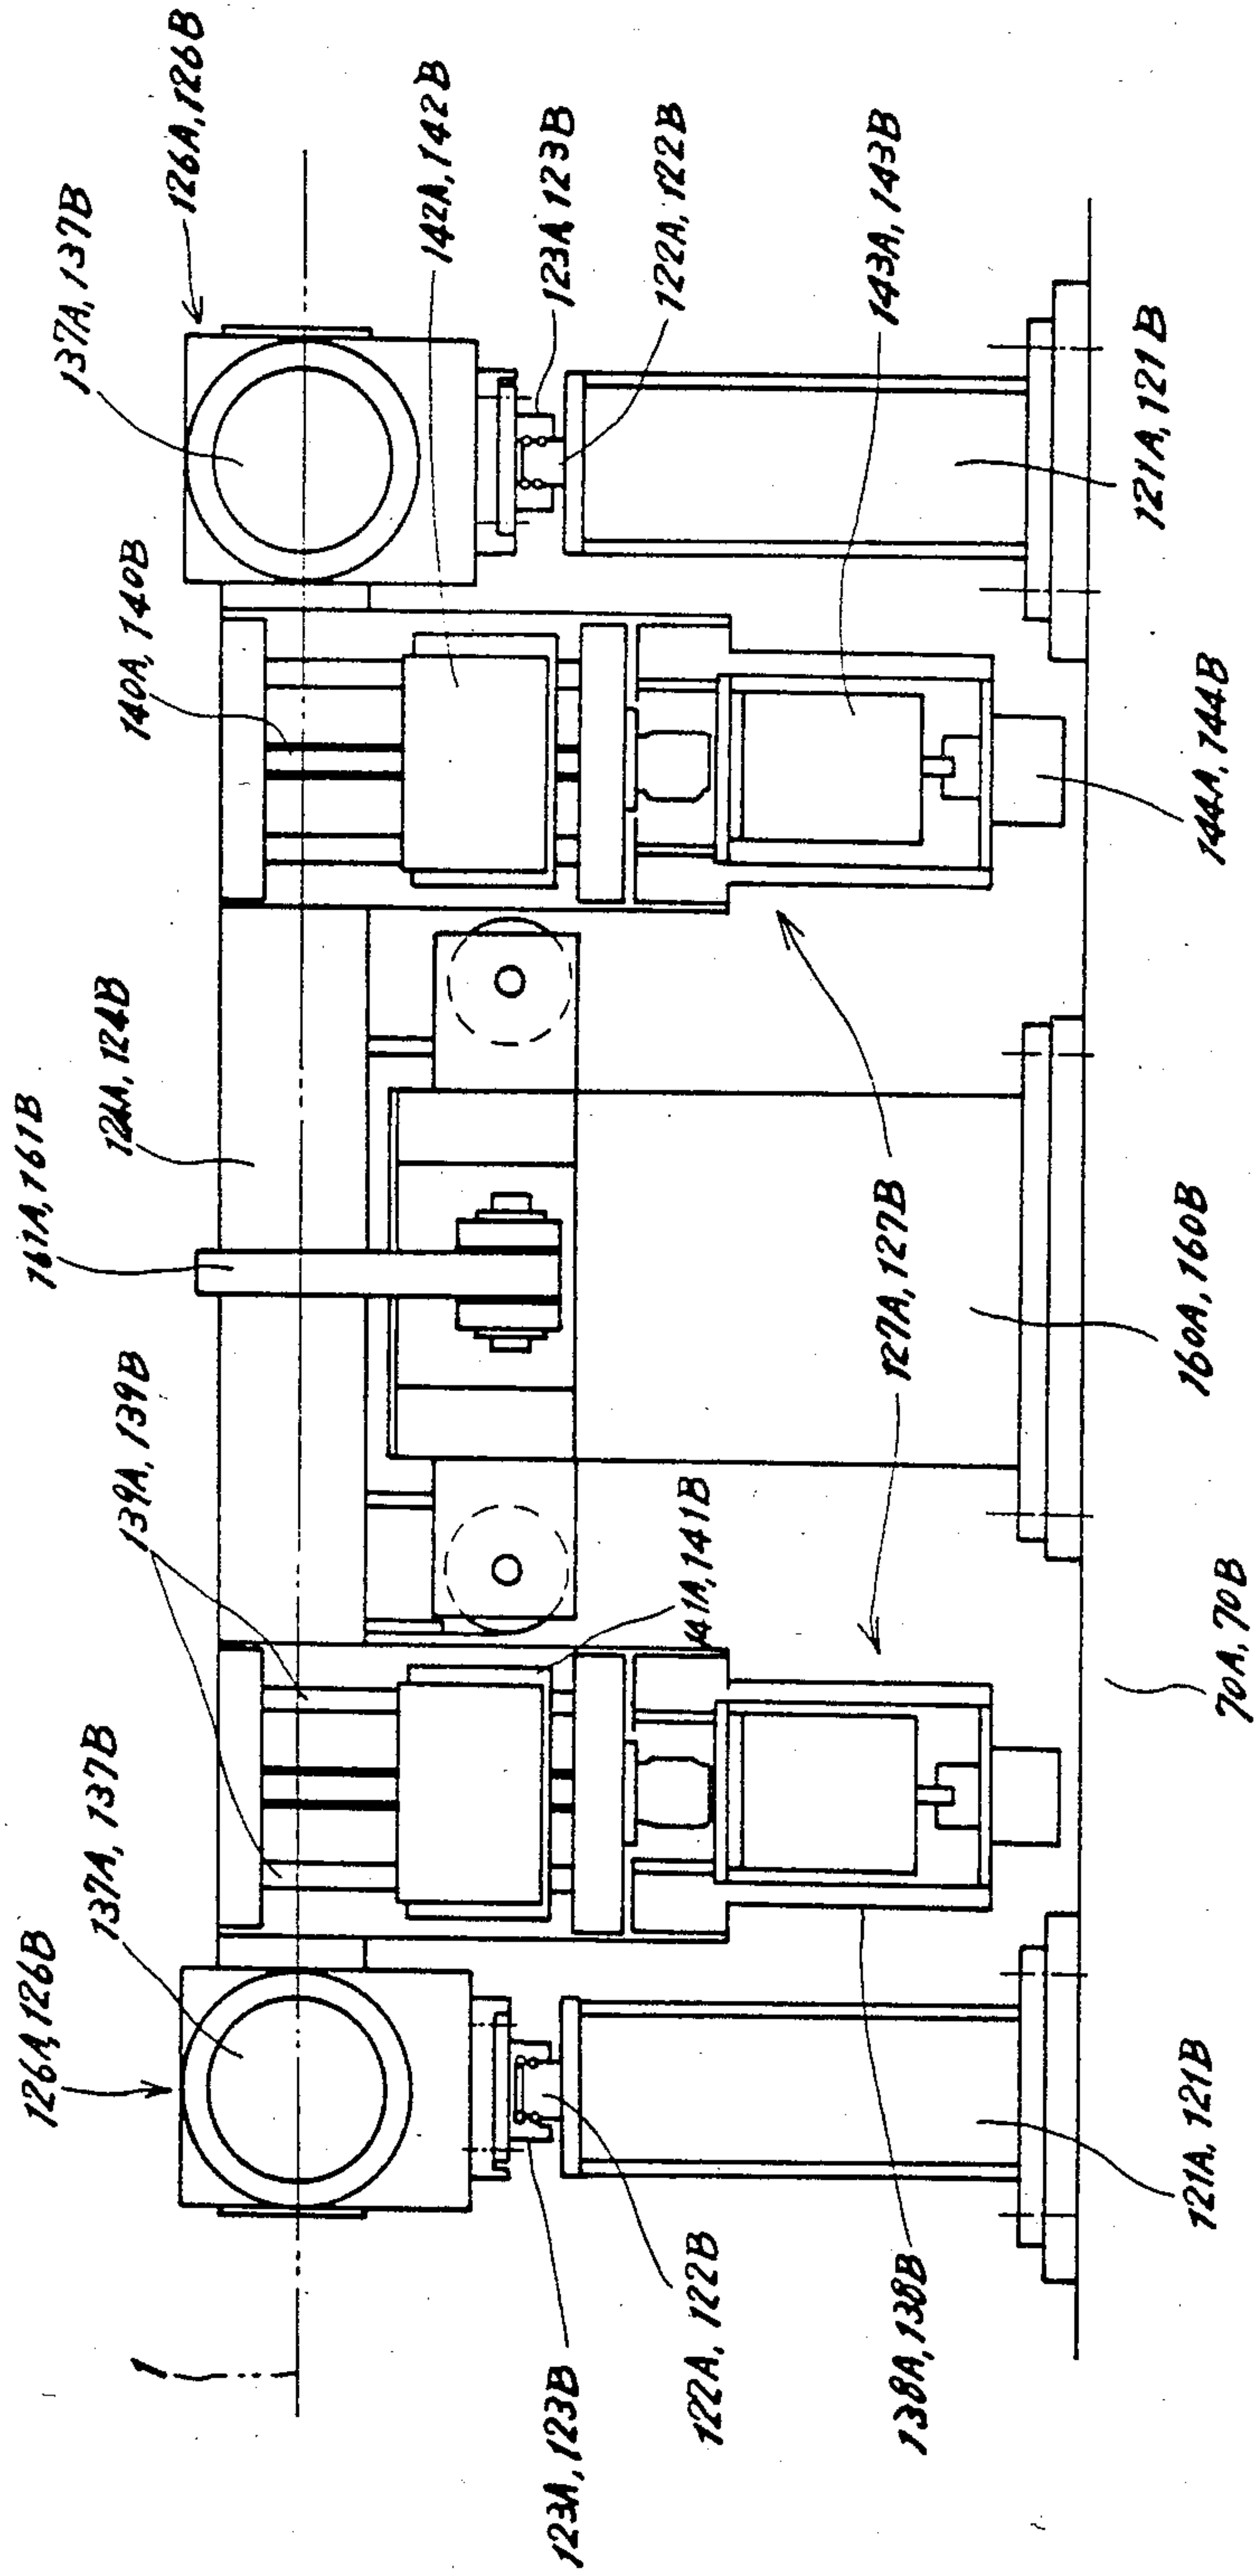 126A, 126B
137A, 137B
139A, 139B
161A, 161B
124A, 124B
140A, 140B
137A, 137B
126A, 126B
142A, 142B
123A, 123B
122A, 122B
143A, 143B
1
141A, 141B
127A, 127B
123A, 123B
122A, 122B
138A, 138B
121A, 121B
70A, 70B
160A, 160B
144A, 144B
121A, 121B